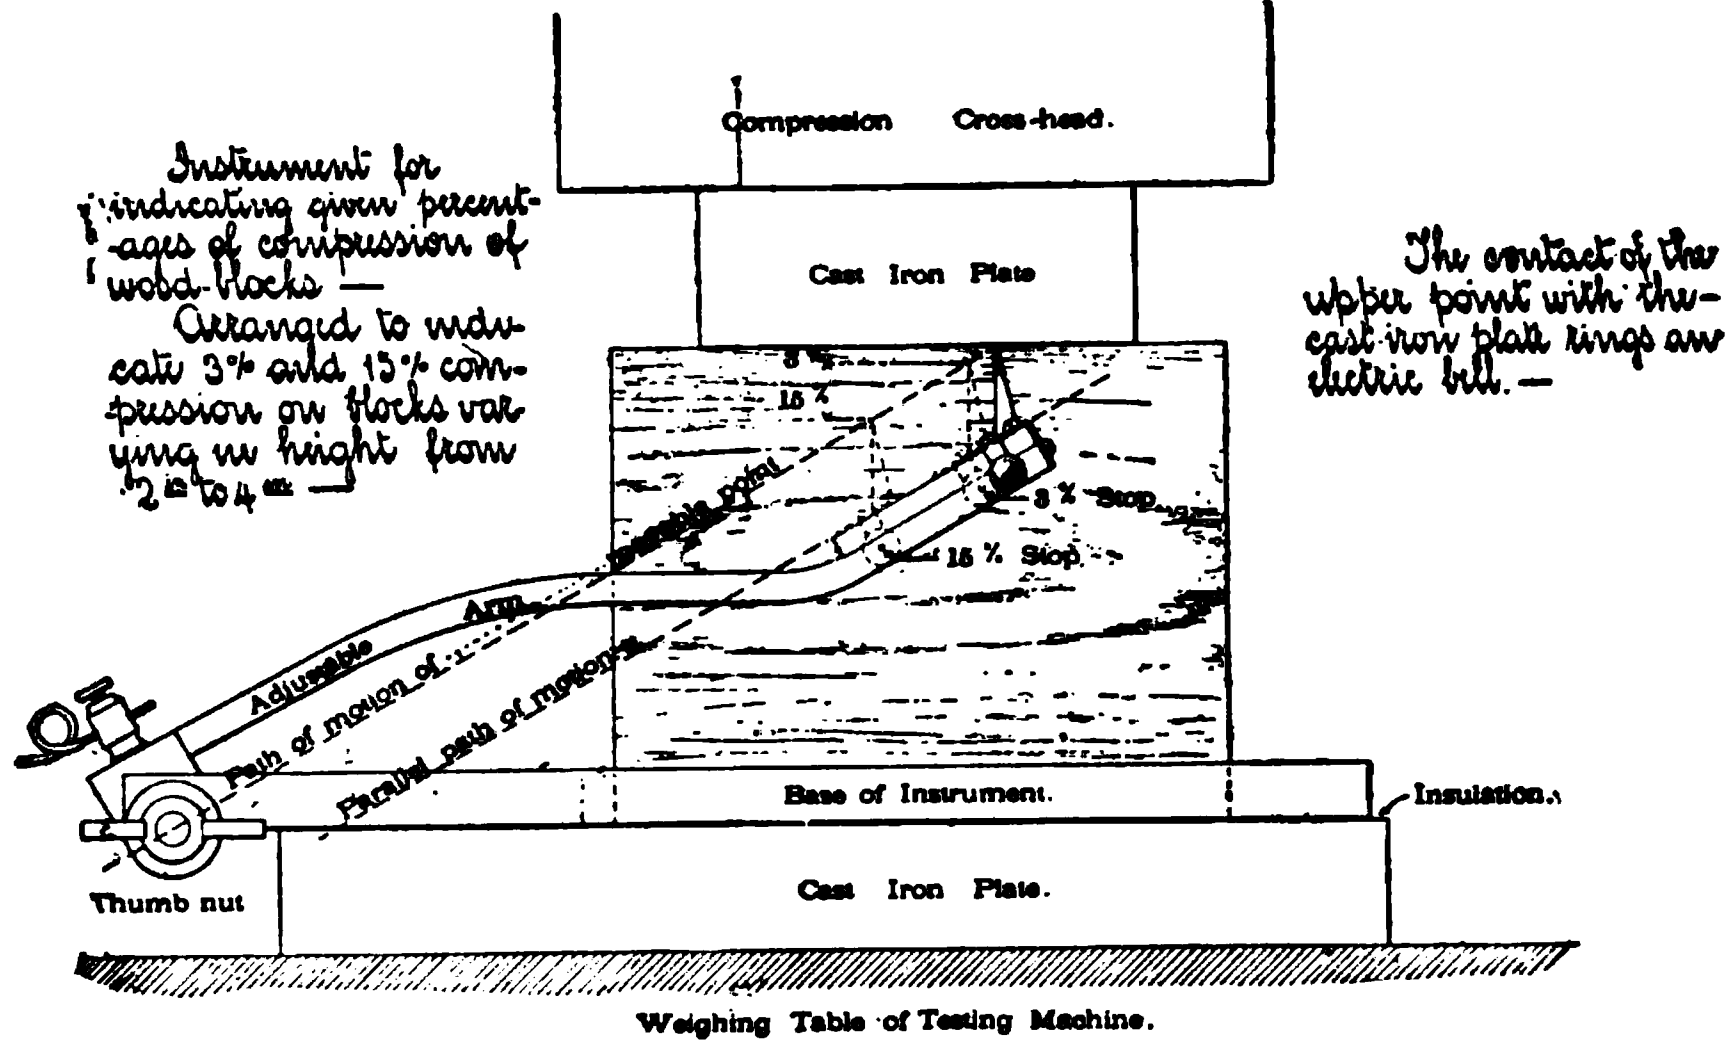 Compression Cross-head.
Instrument for
indicating given percent-
-ages of compression of
wood-blocks —
Arranged to indi-
cate 3% and 15% com-
pression on blocks var-
ying in height from
2 in to 4 in —
Cast Iron Plate
The contact of the
upper point with the-
cast-iron plate rings an
electric bell. —
3 %
15 %
3 % Stop
15 % Stop
Adjustable Arm
Path of motion of movable point
Parallel path of motion
Base of Instrument.
Insulation.
Thumb nut
Cast Iron Plate.
Weighing Table of Testing Machine.